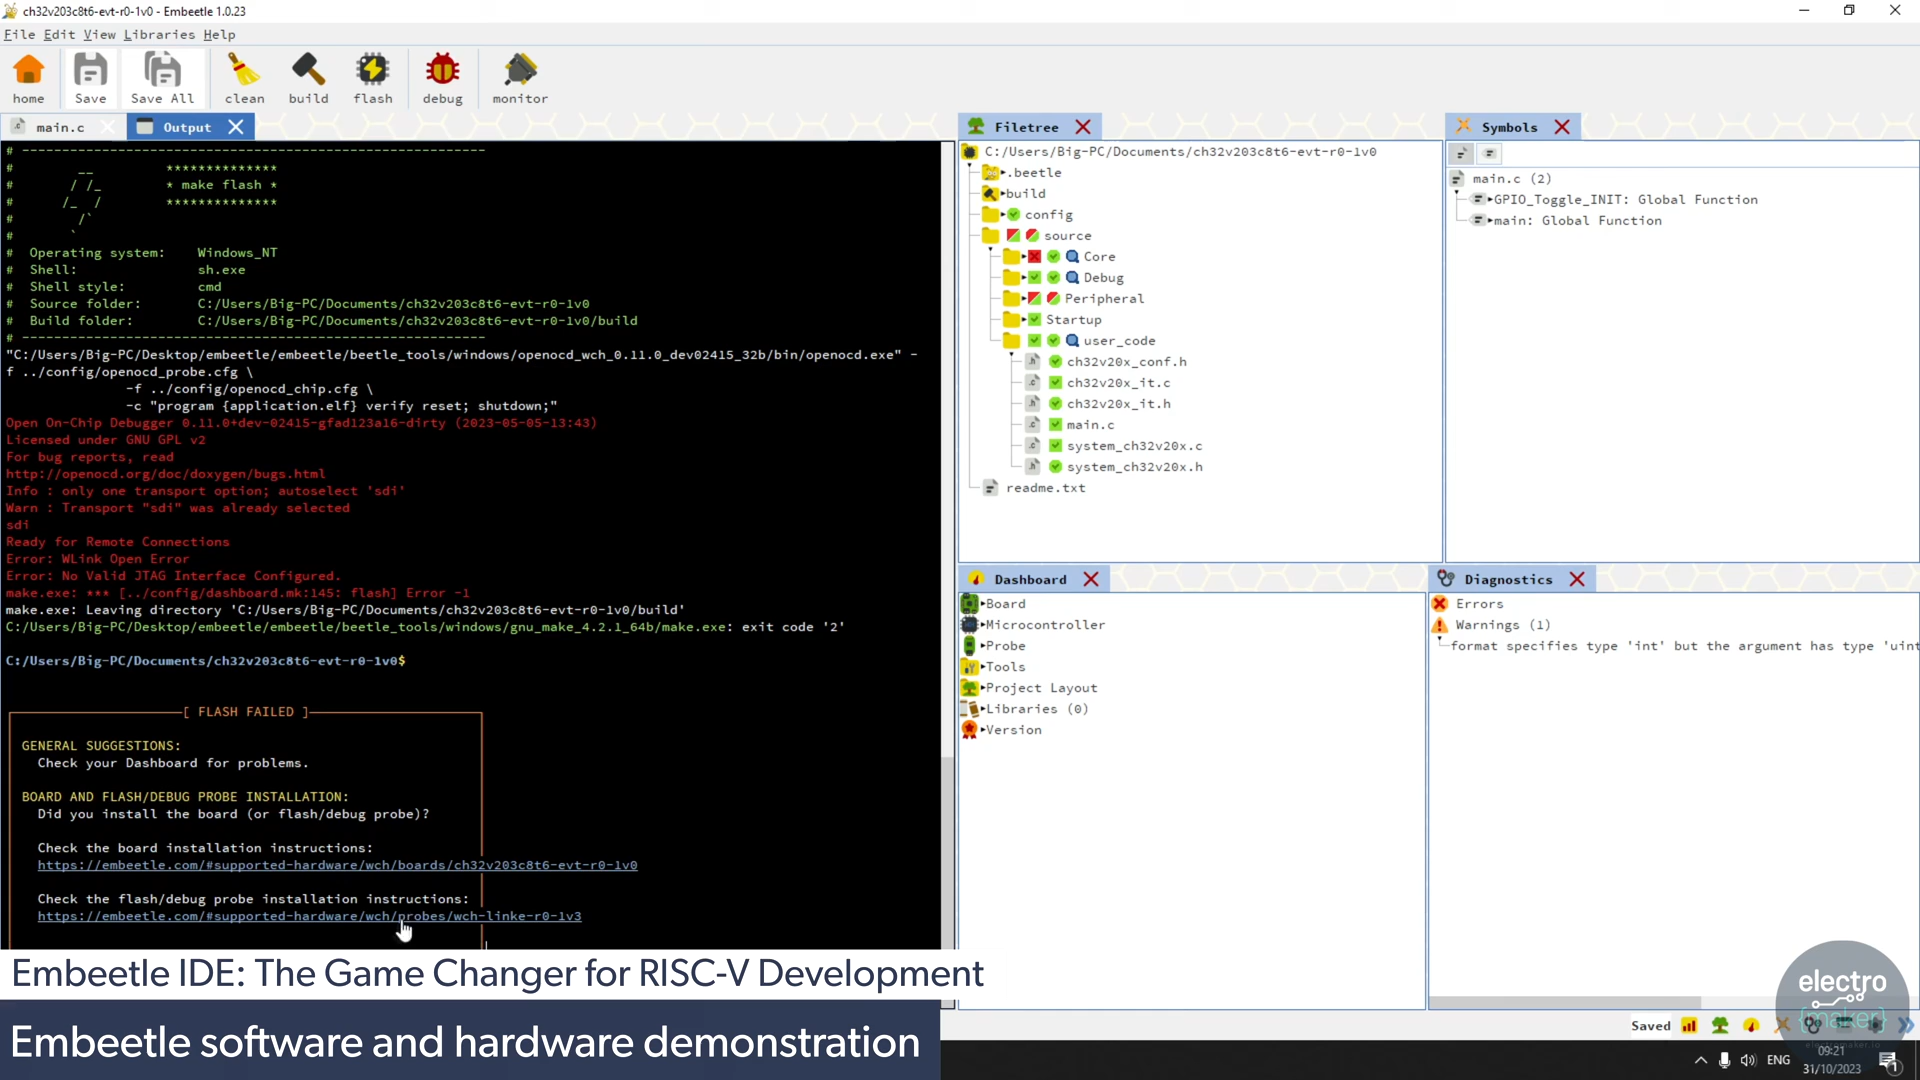 ch32v203c8t6-evt-r0-1v0 - Embeetle 1.0.23
File Edit View Libraries Help
home Save Save All clean build flash debug monitor
main.c Output
# ----------------------------------------------------------
# **************
# * make flash *
# **************
# Operating system: Windows_NT
# Shell: sh.exe
# Shell style: cmd
# Source folder: C:/Users/Big-PC/Documents/ch32v203c8t6-evt-r0-1v0
# Build folder: C:/Users/Big-PC/Documents/ch32v203c8t6-evt-r0-1v0/build
# ----------------------------------------------------------
"C:/Users/Big-PC/Desktop/embeetle/embeetle/beetle_tools/windows/openocd_wch_0.11.0_dev02415_32b/bin/openocd.exe" -
f ../config/openocd_probe.cfg \
-f ../config/openocd_chip.cfg \
-c "program {application.elf} verify reset; shutdown;"
Open On-Chip Debugger 0.11.0+dev-02415-gfad123a16-dirty (2023-05-05-13:43)
Licensed under GNU GPL v2
For bug reports, read
http://openocd.org/doc/doxygen/bugs.html
Info : only one transport option; autoselect 'sdi'
Warn : Transport "sdi" was already selected
sdi
Ready for Remote Connections
Error: WLink Open Error
Error: No Valid JTAG Interface Configured.
make.exe: *** [../config/dashboard.mk:145: flash] Error -1
make.exe: Leaving directory 'C:/Users/Big-PC/Documents/ch32v203c8t6-evt-r0-1v0/build'
C:/Users/Big-PC/Desktop/embeetle/embeetle/beetle_tools/windows/gnu_make_4.2.1_64b/make.exe: exit code '2'
C:/Users/Big-PC/Documents/ch32v203c8t6-evt-r0-1v0$
[ FLASH FAILED ]
GENERAL SUGGESTIONS:
Check your Dashboard for problems.
BOARD AND FLASH/DEBUG PROBE INSTALLATION:
Did you install the board (or flash/debug probe)?
Check the board installation instructions:
https://embeetle.com/#supported-hardware/wch/boards/ch32v203c8t6-evt-r0-1v0
Check the flash/debug probe installation instructions:
https://embeetle.com/#supported-hardware/wch/probes/wch-linke-r0-1v3
Filetree
C:/Users/Big-PC/Documents/ch32v203c8t6-evt-r0-1v0
.beetle
build
config
source
Core
Debug
Peripheral
Startup
user_code
ch32v20x_conf.h
ch32v20x_it.c
ch32v20x_it.h
main.c
system_ch32v20x.c
system_ch32v20x.h
readme.txt
Symbols
main.c (2)
GPIO_Toggle_INIT: Global Function
main: Global Function
Dashboard
Board
Microcontroller
Probe
Tools
Project Layout
Libraries (0)
Version
Diagnostics
Errors
Warnings (1)
format specifies type 'int' but the argument has type 'uint
Embeetle IDE: The Game Changer for RISC-V Development
Embeetle software and hardware demonstration
electro
{maker}
electromaker.io
Saved
ENG
09:21
31/10/2023
1